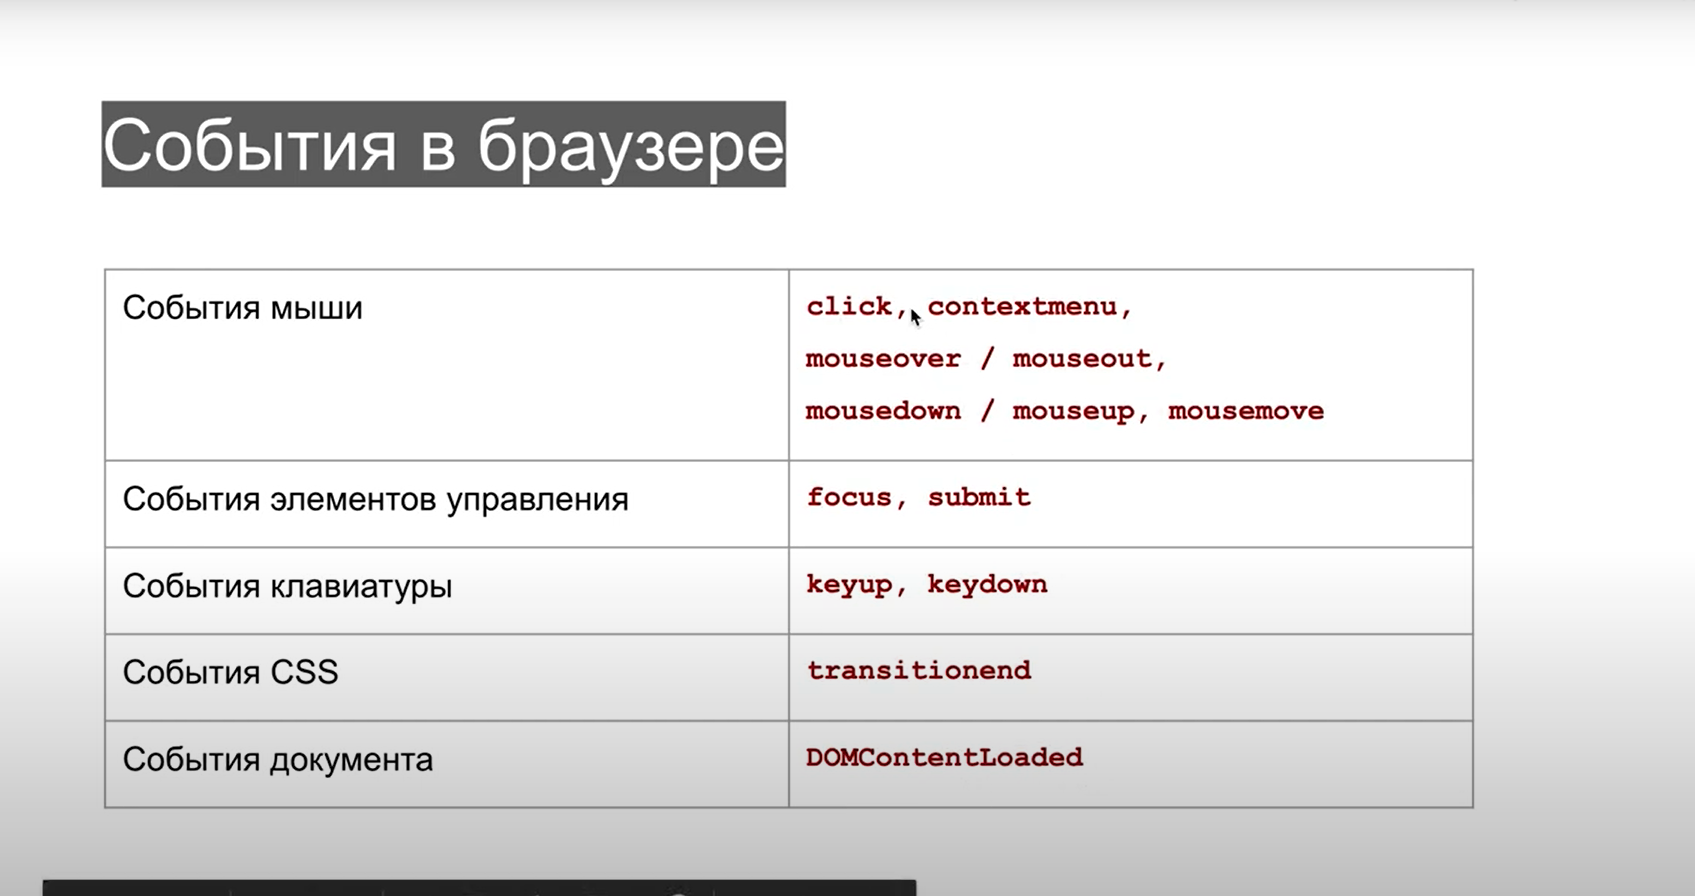 События в браузере
События мыши
click, contextmenu,
mouseover / mouseout,
mousedown / mouseup, mousemove
События элементов управления
focus, submit
События клавиатуры
keyup, keydown
События CSS
transitionend
События документа
DOMContentLoaded